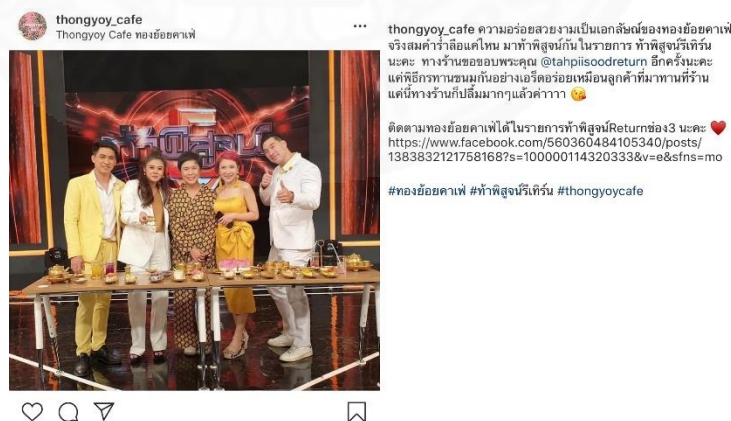 thongyoy_cafe
Thongyoy Cafe ทองย้อยคาเฟ่
ท้าพิสูจน์
thongyoy_cafe ความอร่อยสวยงามเป็นเอกลักษณ์ของทองย้อยคาเฟ่
จริงสมคำร่ำลือแค่ไหน มาท้าพิสูจน์กันในรายการ ท้าพิสูจน์รีเทิร์น
นะคะ ทางร้านขอขอบพระคุณ @tahpiisoodreturn อีกครั้งนะคะ
แค่พิธีกรทานขนมกันอย่างเอร็ดอร่อยเหมือนลูกค้าที่มาทานที่ร้าน
แค่นี้ทางร้านก็ปลื้มมากๆแล้วค่าาาา 😘
ติดตามทองย้อยคาเฟ่ได้ในรายการท้าพิสูจน์Returnช่อง3 นะคะ ❤️
https://www.facebook.com/560360484105340/posts/
1383832121758168?s=100000114320333&v=e&sfns=mo
#ทองย้อยคาเฟ่ #ท้าพิสูจน์รีเทิร์น #thongyoycafe